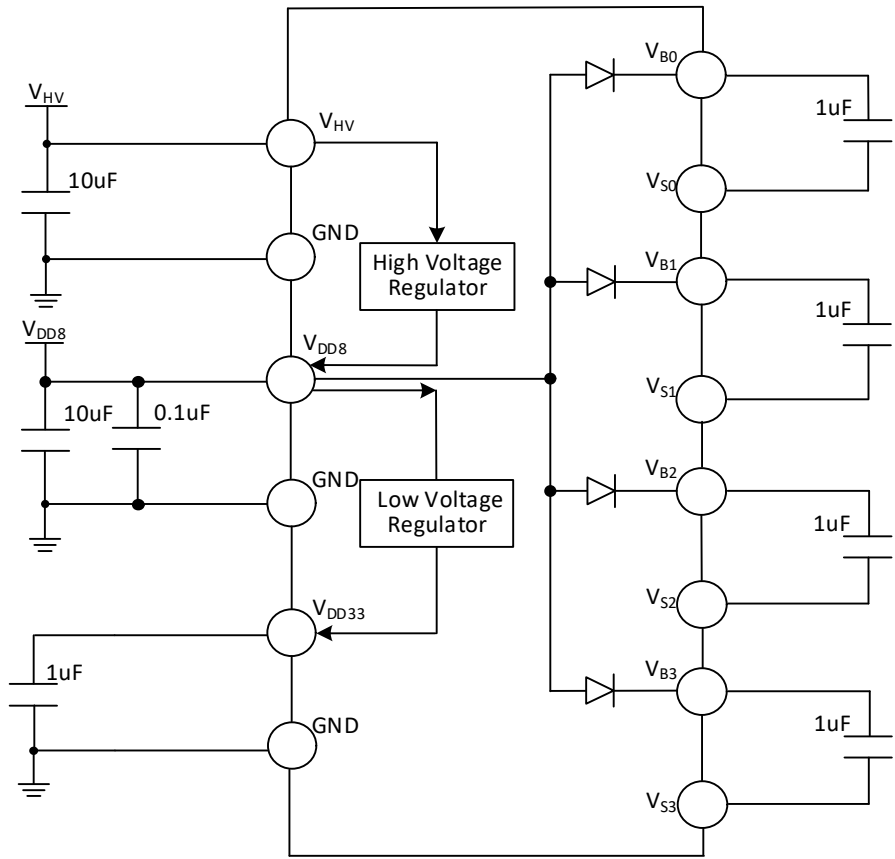 V_HV
10uF
V_HV
GND
High Voltage
Regulator
V_DD8
10uF
0.1uF
V_DD8
GND
Low Voltage
Regulator
V_DD33
1uF
GND
V_B0
1uF
V_S0
V_B1
1uF
V_S1
V_B2
1uF
V_S2
V_B3
1uF
V_S3